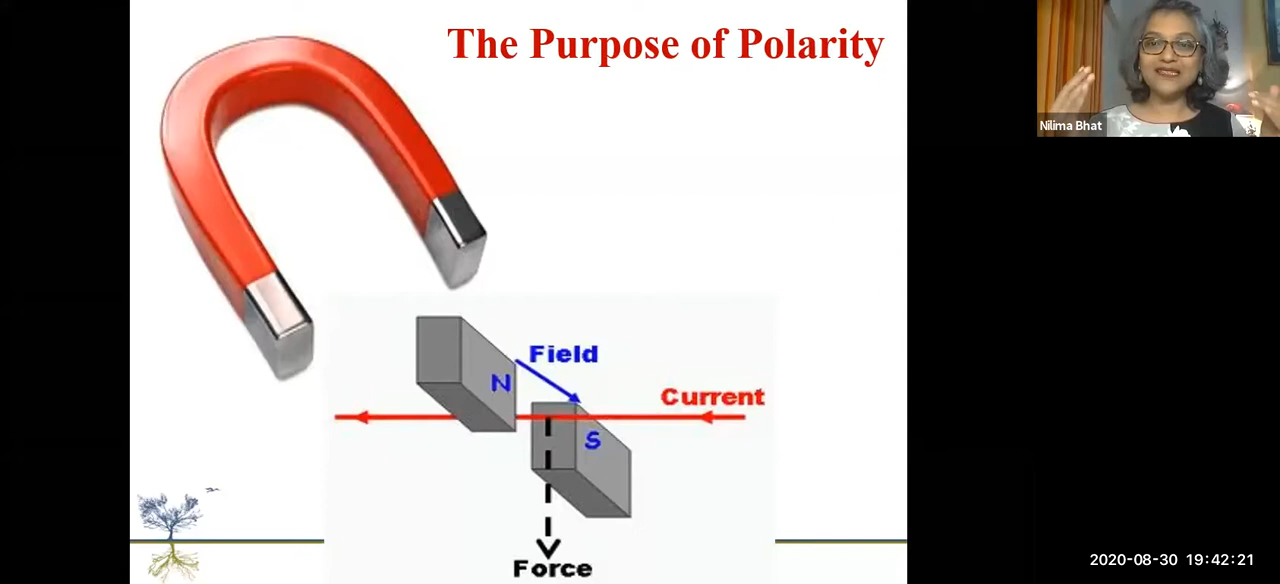 The Purpose of Polarity
Nilima Bhat
Field
N
Current
S
Force
2020-08-30 19:42:21